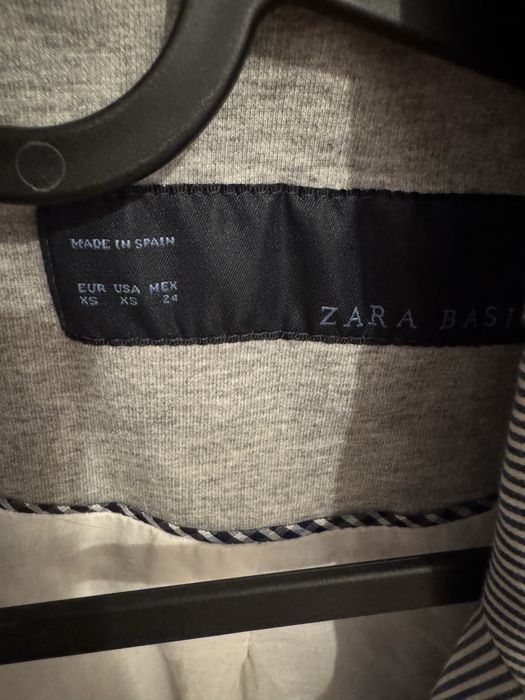 MADE IN SPAIN
EUR USA MEX
XS XS 24
ZARA BASI